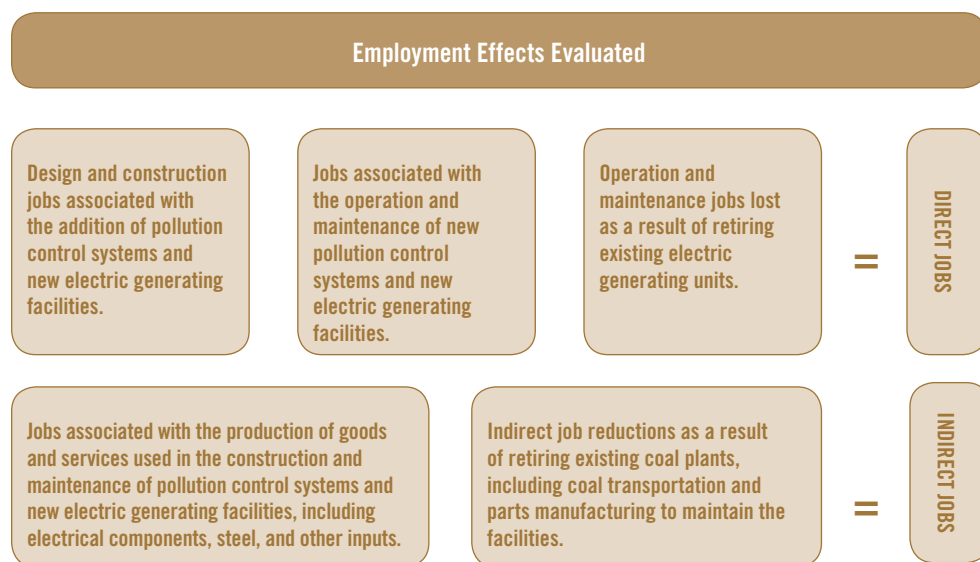 Employment Effects Evaluated
Design and construction
jobs associated with
the addition of pollution
control systems and
new electric generating
facilities.
Jobs associated with
the operation and
maintenance of new
pollution control
systems and new
electric generating
facilities.
Operation and
maintenance jobs lost
as a result of retiring
existing electric
generating units.
=
DIRECT JOBS
Jobs associated with the production of goods
and services used in the construction and
maintenance of pollution control systems and
new electric generating facilities, including
electrical components, steel, and other inputs.
Indirect job reductions as a result
of retiring existing coal plants,
including coal transportation and
parts manufacturing to maintain the
facilities.
=
INDIRECT JOBS